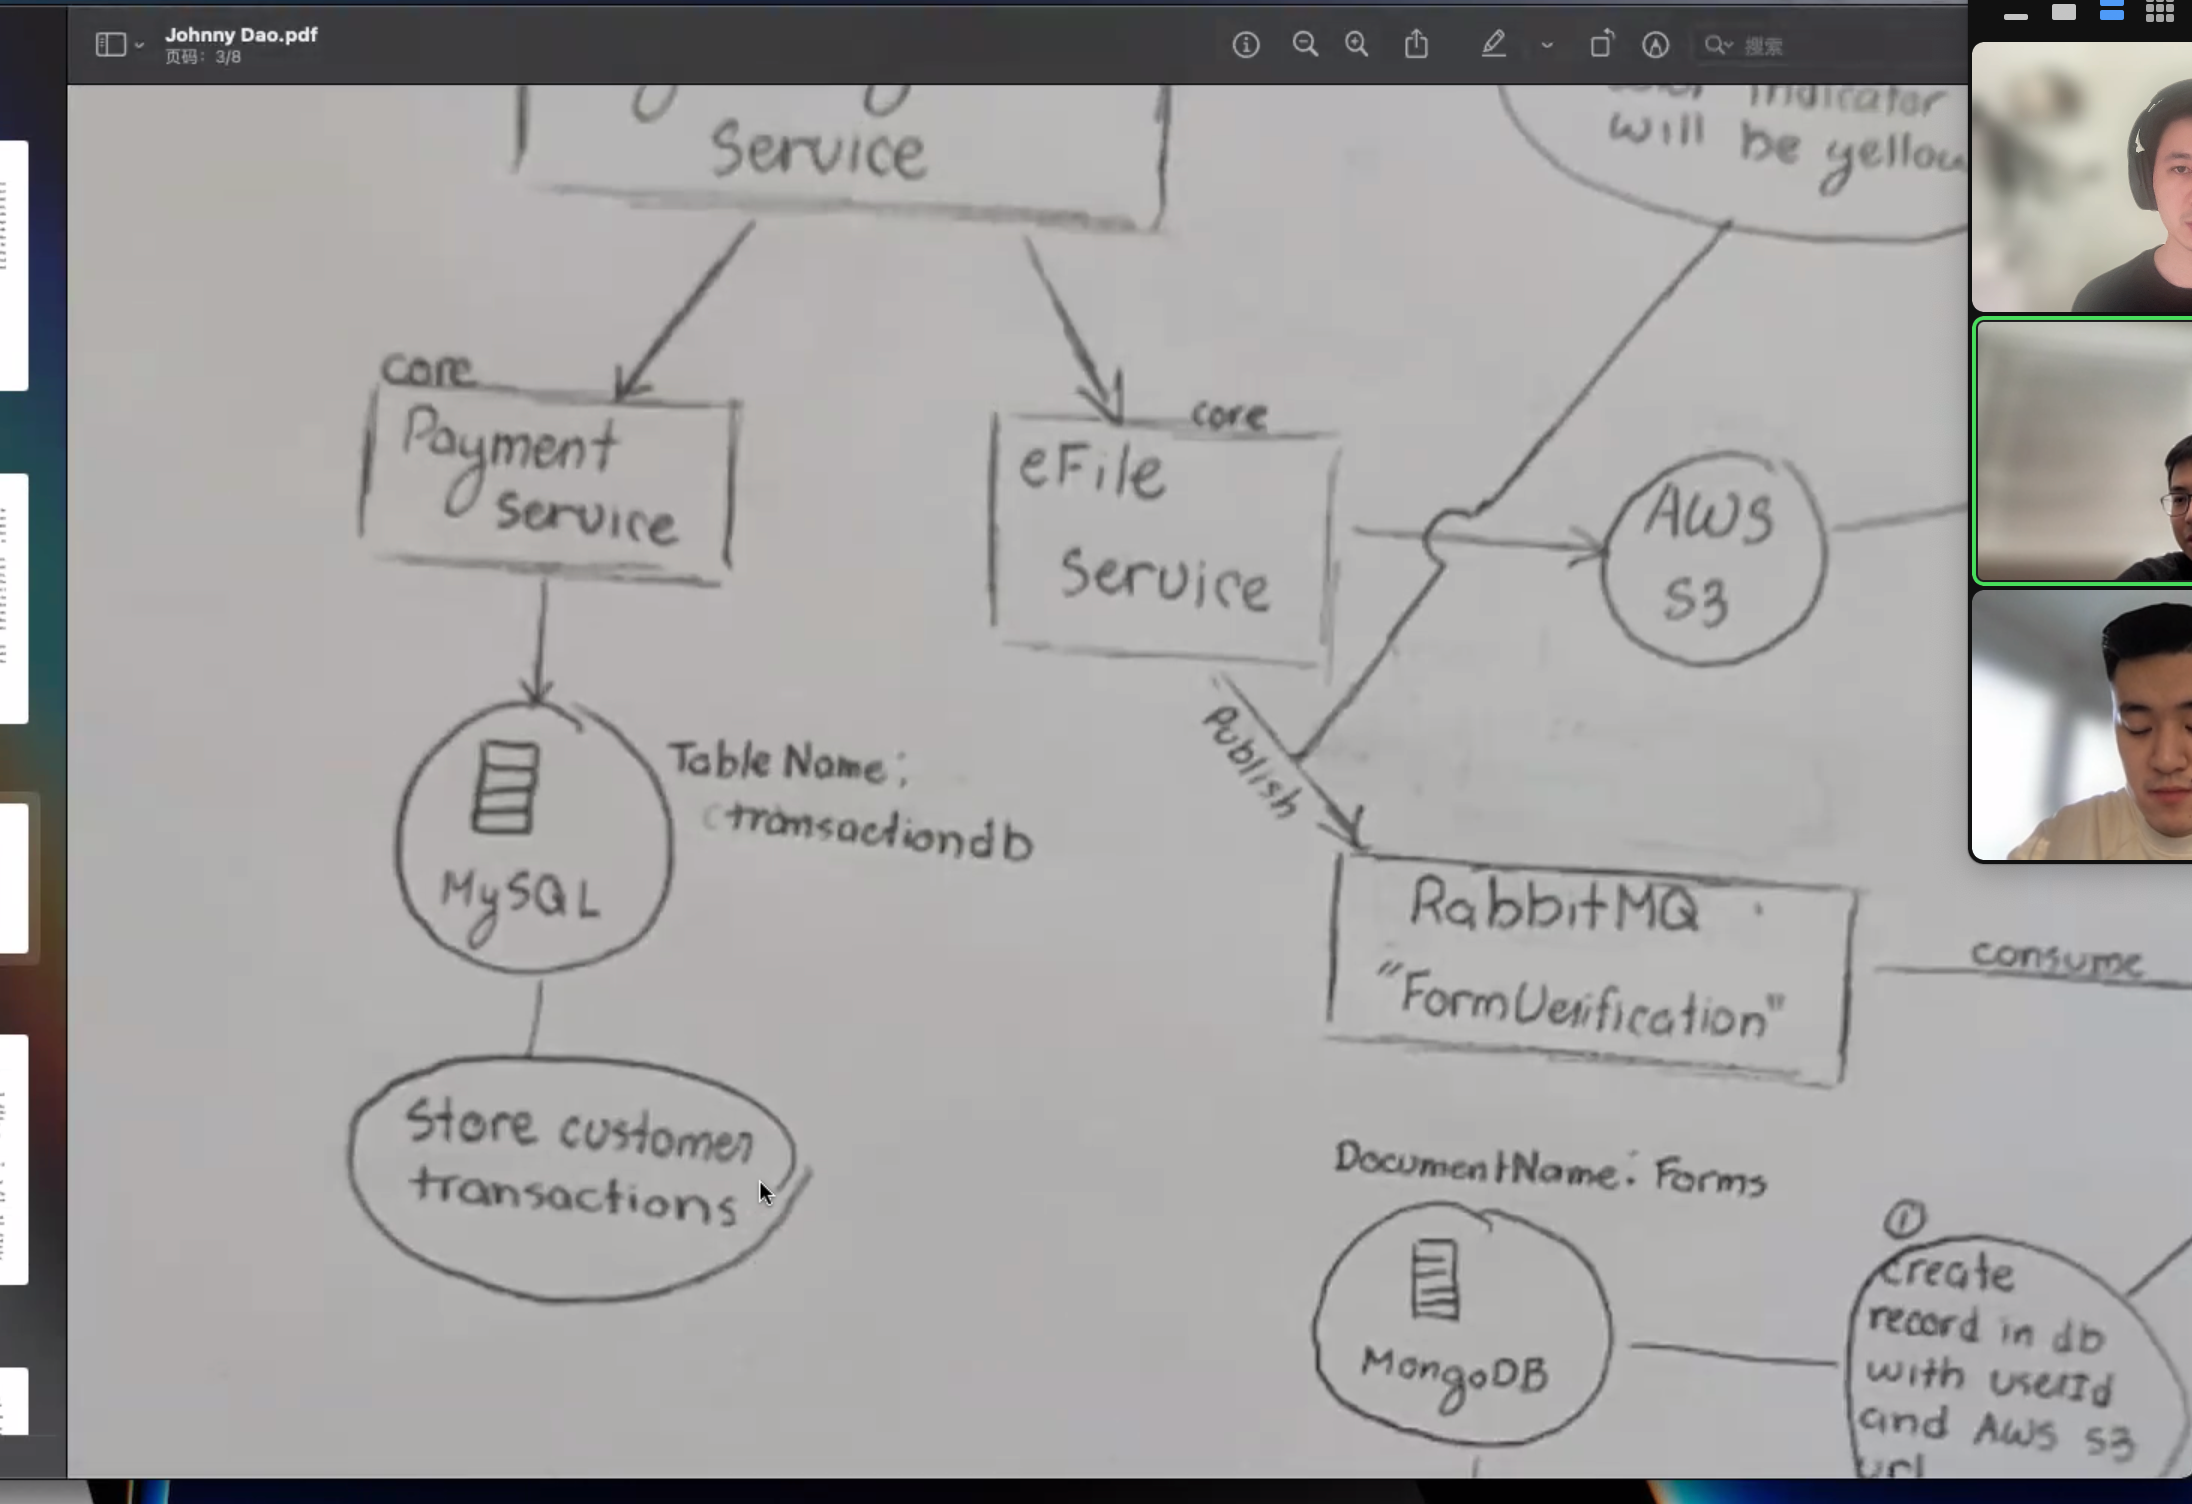 Johnny Dao.pdf
页码：3/8
搜索
Service
indicator
will be yellow
core
Payment
service
core
eFile
Service
AWS
S3
Publish
Table Name:
transactiondb
MySQL
RabbitMQ
"FormVerification"
consume
Store customer
transactions
DocumentName: Forms
MongoDB
①
create
record in db
with userId
and AWS S3
url